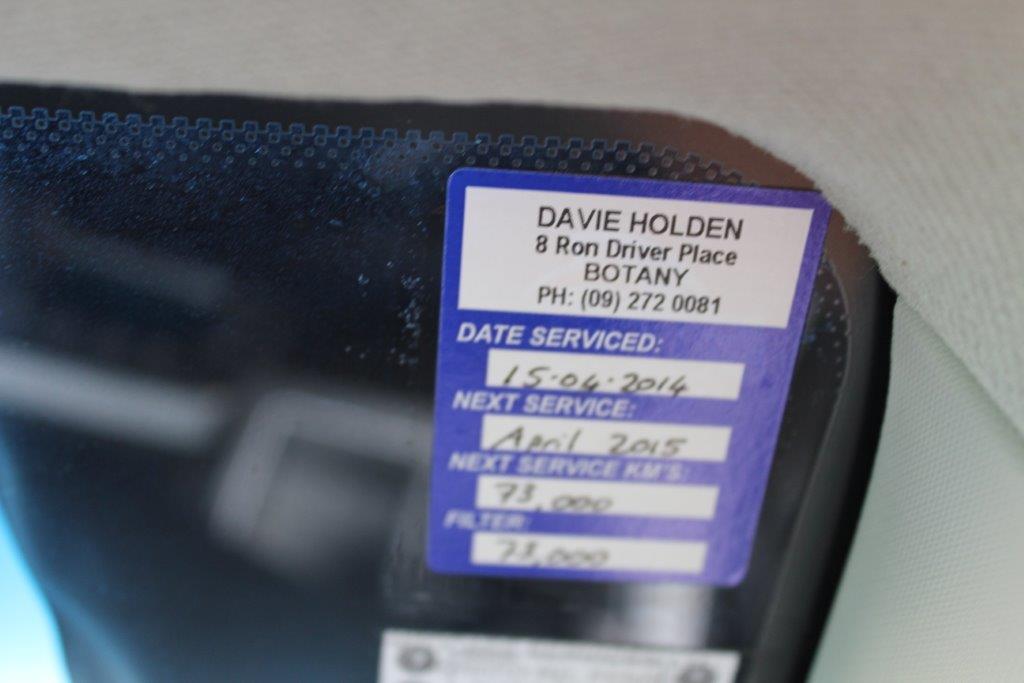 DAVIE HOLDEN
8 Ron Driver Place
BOTANY
PH: (09) 272 0081
DATE SERVICED:
15.04.2014
NEXT SERVICE:
April 2015
NEXT SERVICE KM'S:
73,000
FILTER:
73,000